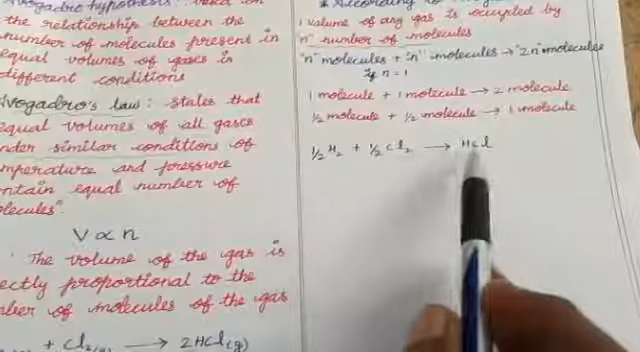 Avogadro hypothesis: based on
the relationship between the
number of molecules present in
equal volumes of gases in
different conditions
Avogadro's law: states that
equal volumes of all gases
under similar conditions of
temperature and pressure
contain equal number of
molecules".
V ∝ n
The volume of the gas is
directly proportional to the
number of molecules of the gas
+ Cl₂(g) → 2HCl(g)
* According to
1 volume of any gas is occupied by
"n" number of molecules
"n" molecules + "n" molecules → "2n" molecules
If n = 1
1 molecule + 1 molecule → 2 molecule
½ molecule + ½ molecule → 1 molecule
½ H₂ + ½ Cl₂ → HCl